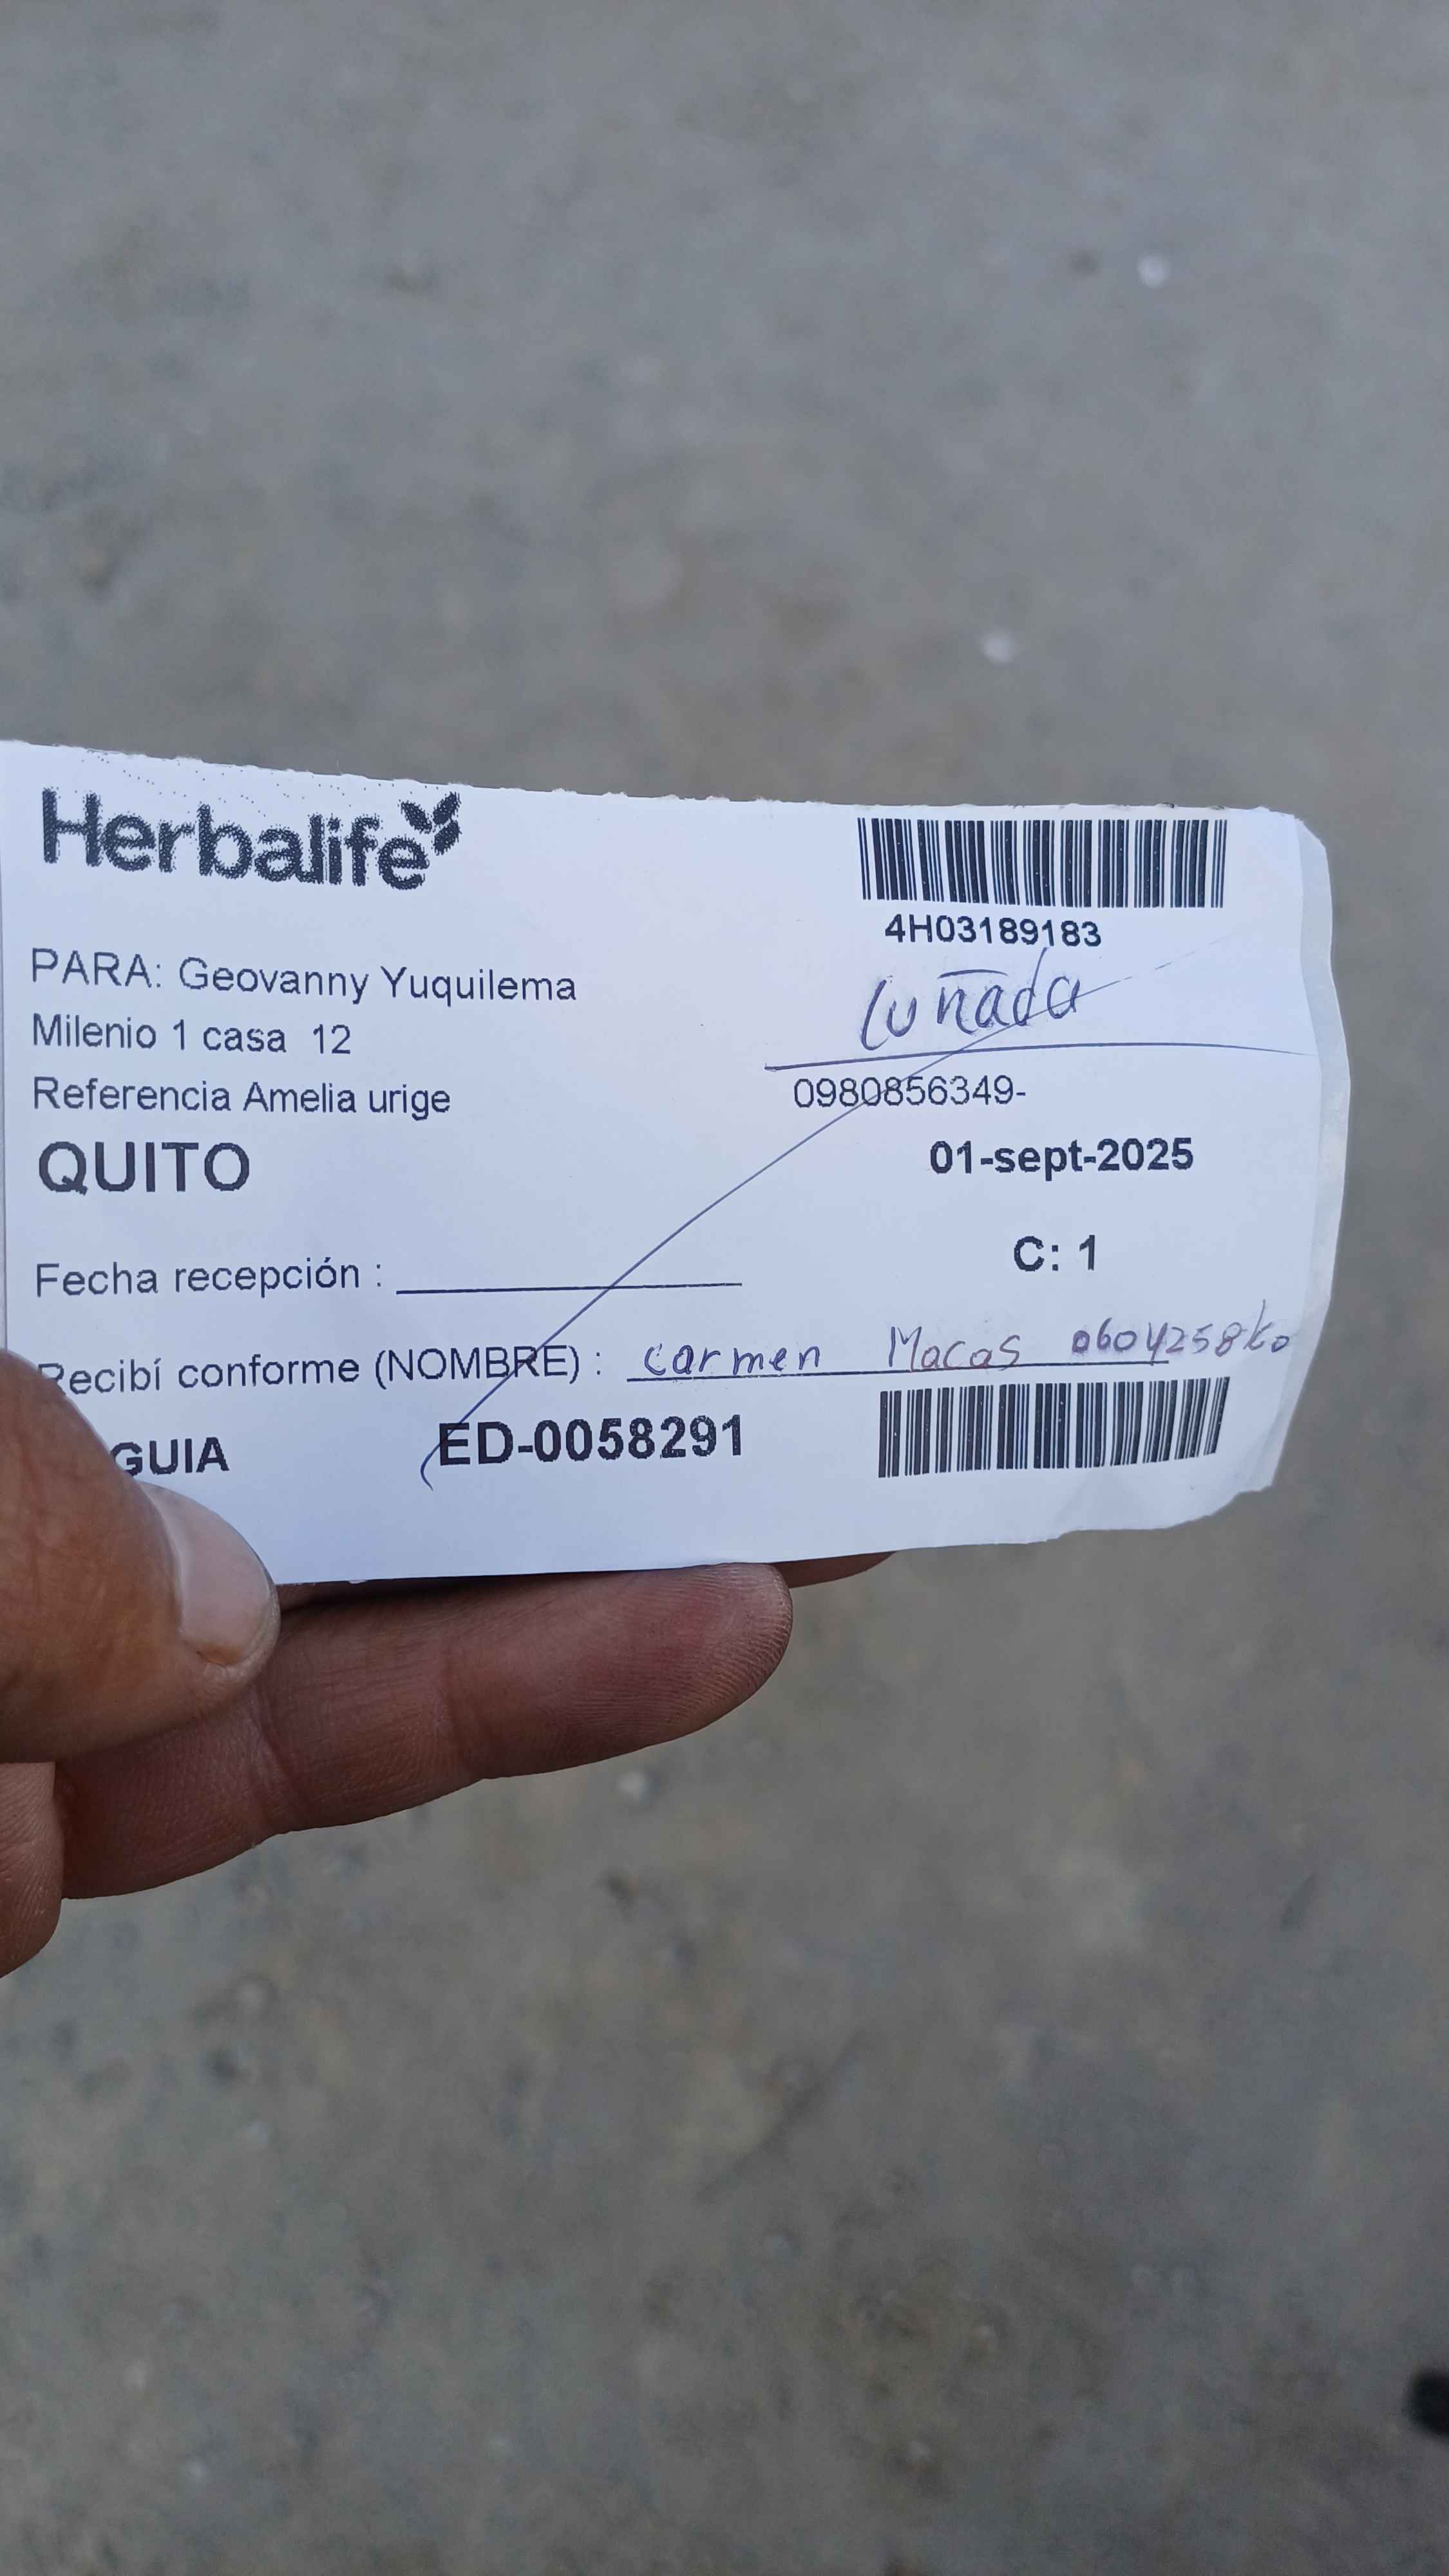 Herbalife
4H03189183
PARA: Geovanny Yuquilema
cuñada
Milenio 1 casa 12
0980856349-
Referencia Amelia urige
QUITO
01-sept-2025
C: 1
Fecha recepción :
Recibí conforme (NOMBRE) : carmen Macas
GUIA ED-0058291